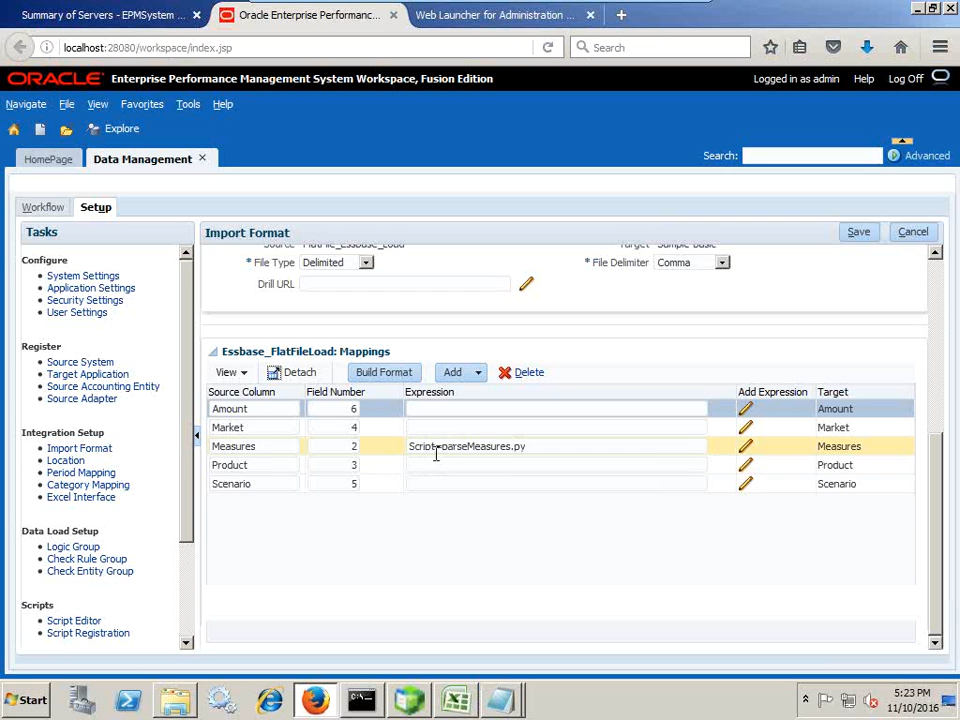 Summary of Servers - EPMSystem ...
Oracle Enterprise Performanc...
Web Launcher for Administration ...
localhost:28080/workspace/index.jsp
Search
ORACLE Enterprise Performance Management System Workspace, Fusion Edition
Logged in as admin Help Log Off
Navigate File View Favorites Tools Help
Explore
HomePage Data Management Search: Advanced
Workflow Setup
Tasks
Import Format Save Cancel
Configure
System Settings
Application Settings
Security Settings
User Settings
Register
Source System
Target Application
Source Accounting Entity
Source Adapter
Integration Setup
Import Format
Location
Period Mapping
Category Mapping
Excel Interface
Data Load Setup
Logic Group
Check Rule Group
Check Entity Group
Scripts
Script Editor
Script Registration
Source FlatFile_Essbase_Load Target Sample Basic
* File Type Delimited * File Delimiter Comma
Drill URL
Essbase_FlatFileLoad: Mappings
View Detach Build Format Add Delete
Source Column Field Number Expression Add Expression Target
Amount 6 Amount
Market 4 Market
Measures 2 Script=parseMeasures.py Measures
Product 3 Product
Scenario 5 Scenario
Start
5:23 PM
11/10/2016